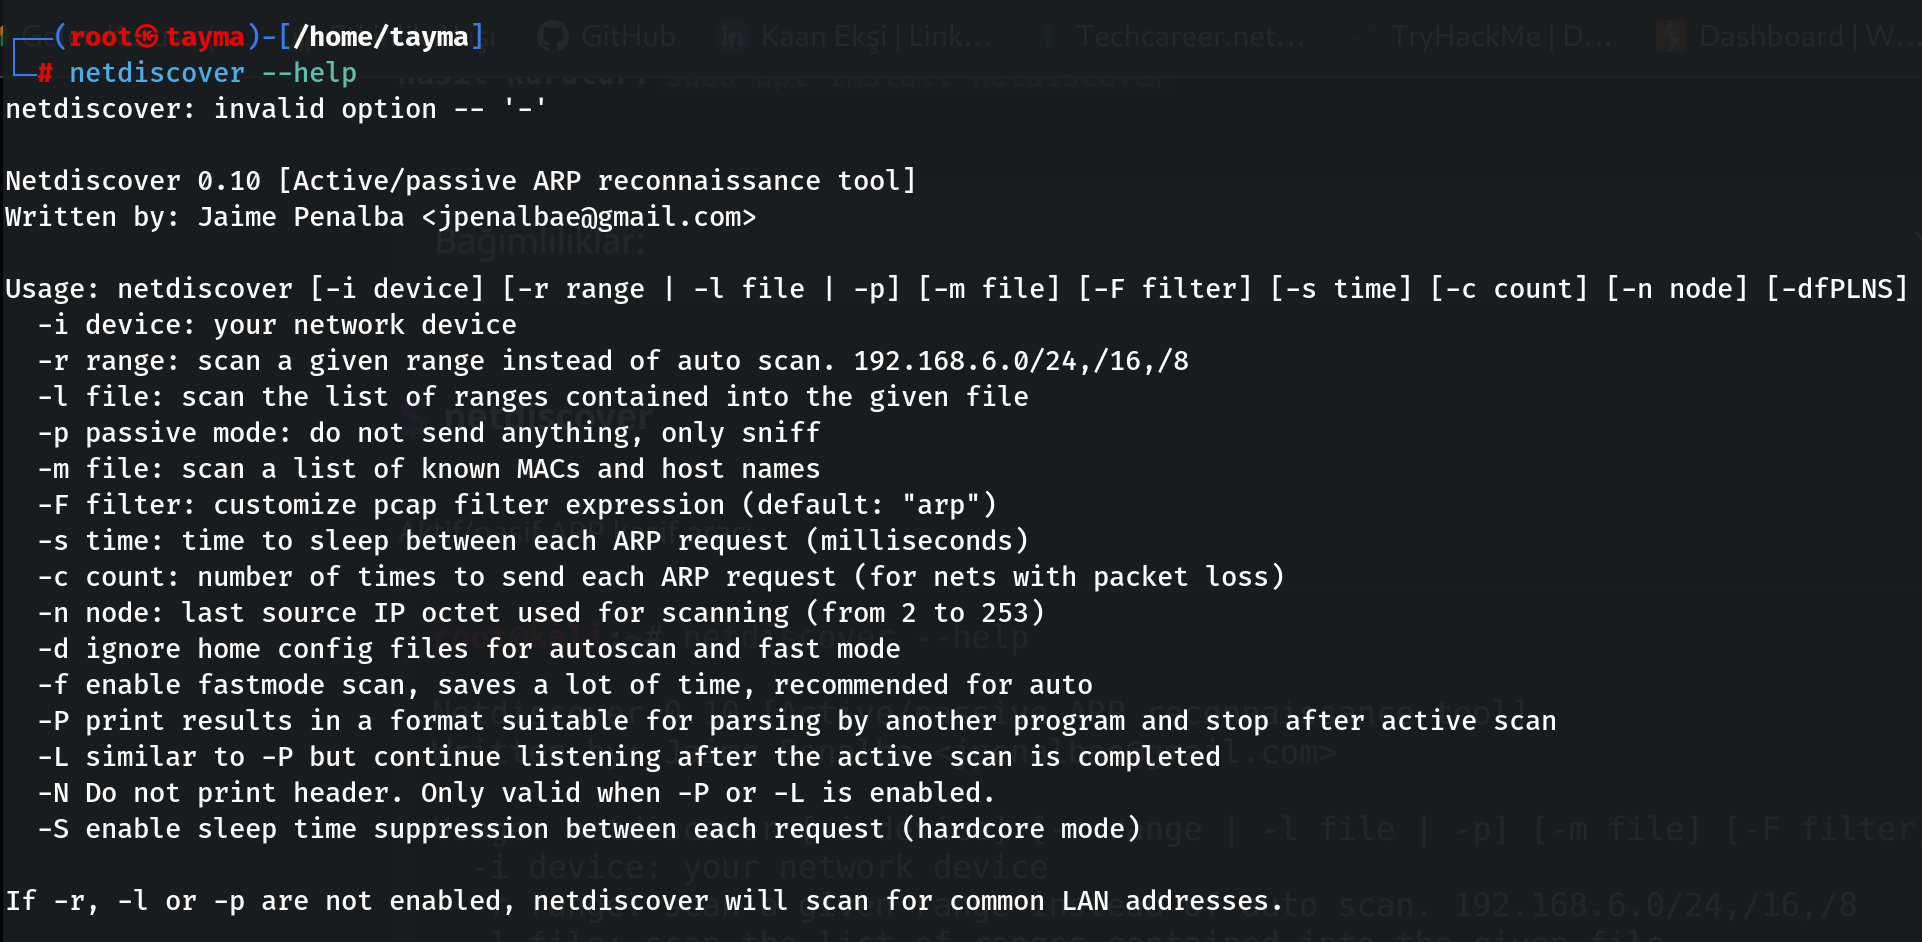 ┌──(root㉿tayma)-[/home/tayma]
└─# netdiscover --help
netdiscover: invalid option -- '-'

Netdiscover 0.10 [Active/passive ARP reconnaissance tool]
Written by: Jaime Penalba <jpenalbae@gmail.com>

Usage: netdiscover [-i device] [-r range | -l file | -p] [-m file] [-F filter] [-s time] [-c count] [-n node] [-dfPLNS]
  -i device: your network device
  -r range: scan a given range instead of auto scan. 192.168.6.0/24,/16,/8
  -l file: scan the list of ranges contained into the given file
  -p passive mode: do not send anything, only sniff
  -m file: scan a list of known MACs and host names
  -F filter: customize pcap filter expression (default: "arp")
  -s time: time to sleep between each ARP request (milliseconds)
  -c count: number of times to send each ARP request (for nets with packet loss)
  -n node: last source IP octet used for scanning (from 2 to 253)
  -d ignore home config files for autoscan and fast mode
  -f enable fastmode scan, saves a lot of time, recommended for auto
  -P print results in a format suitable for parsing by another program and stop after active scan
  -L similar to -P but continue listening after the active scan is completed
  -N Do not print header. Only valid when -P or -L is enabled.
  -S enable sleep time suppression between each request (hardcore mode)

If -r, -l or -p are not enabled, netdiscover will scan for common LAN addresses.